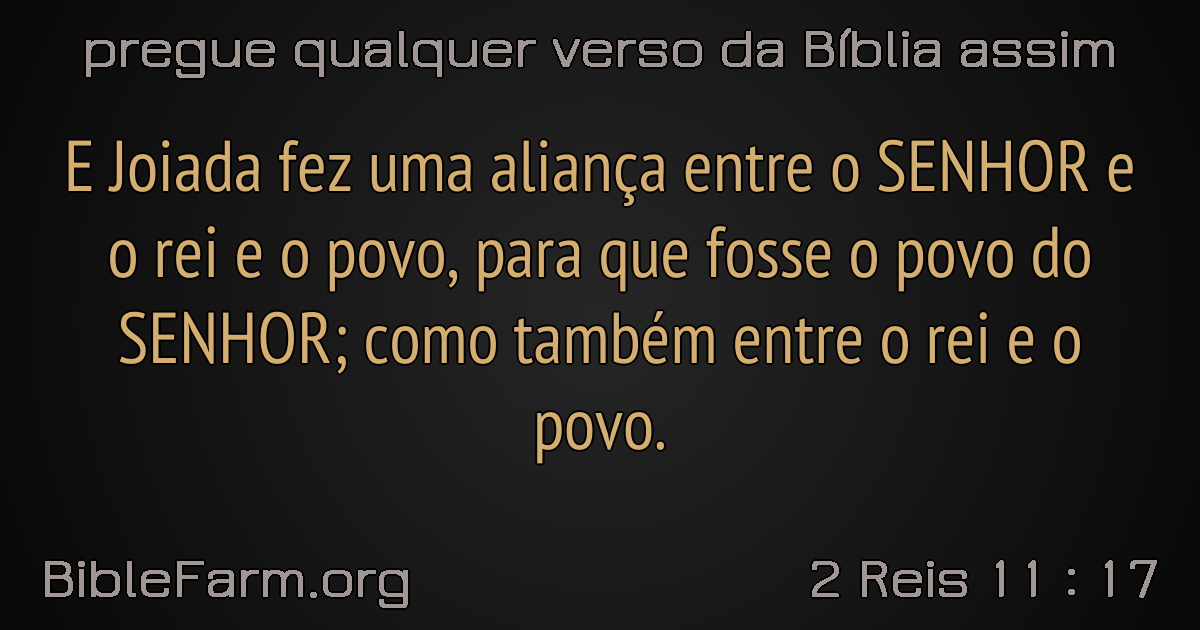 pregue qualquer verso da Bíblia assim
E Joiada fez uma aliança entre o SENHOR e
o rei e o povo, para que fosse o povo do
SENHOR; como também entre o rei e o
povo.
BibleFarm.org
2 Reis 11 : 17